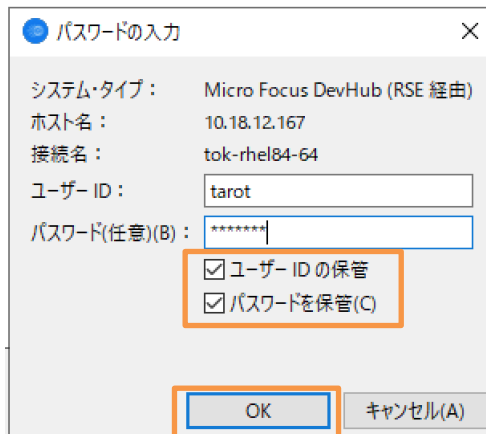 パスワードの入力
システム・タイプ： Micro Focus DevHub (RSE 経由)
ホスト名： 10.18.12.167
接続名： tok-rhel84-64
ユーザー ID： tarot
パスワード(任意)(B)： *******
ユーザー ID の保管
パスワードを保管(C)
OK キャンセル(A)